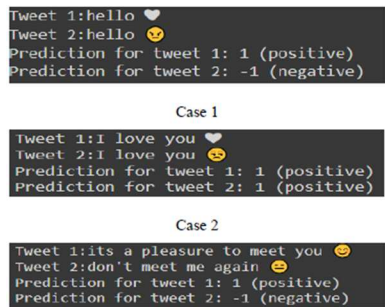 Tweet 1:hello 🤍
Tweet 2:hello 😠
Prediction for tweet 1: 1 (positive)
Prediction for tweet 2: -1 (negative)
Case 1
Tweet 1:I love you 🤍
Tweet 2:I love you 😒
Prediction for tweet 1: 1 (positive)
Prediction for tweet 2: 1 (positive)
Case 2
Tweet 1:its a pleasure to meet you 😊
Tweet 2:don't meet me again 😑
Prediction for tweet 1: 1 (positive)
Prediction for tweet 2: -1 (negative)